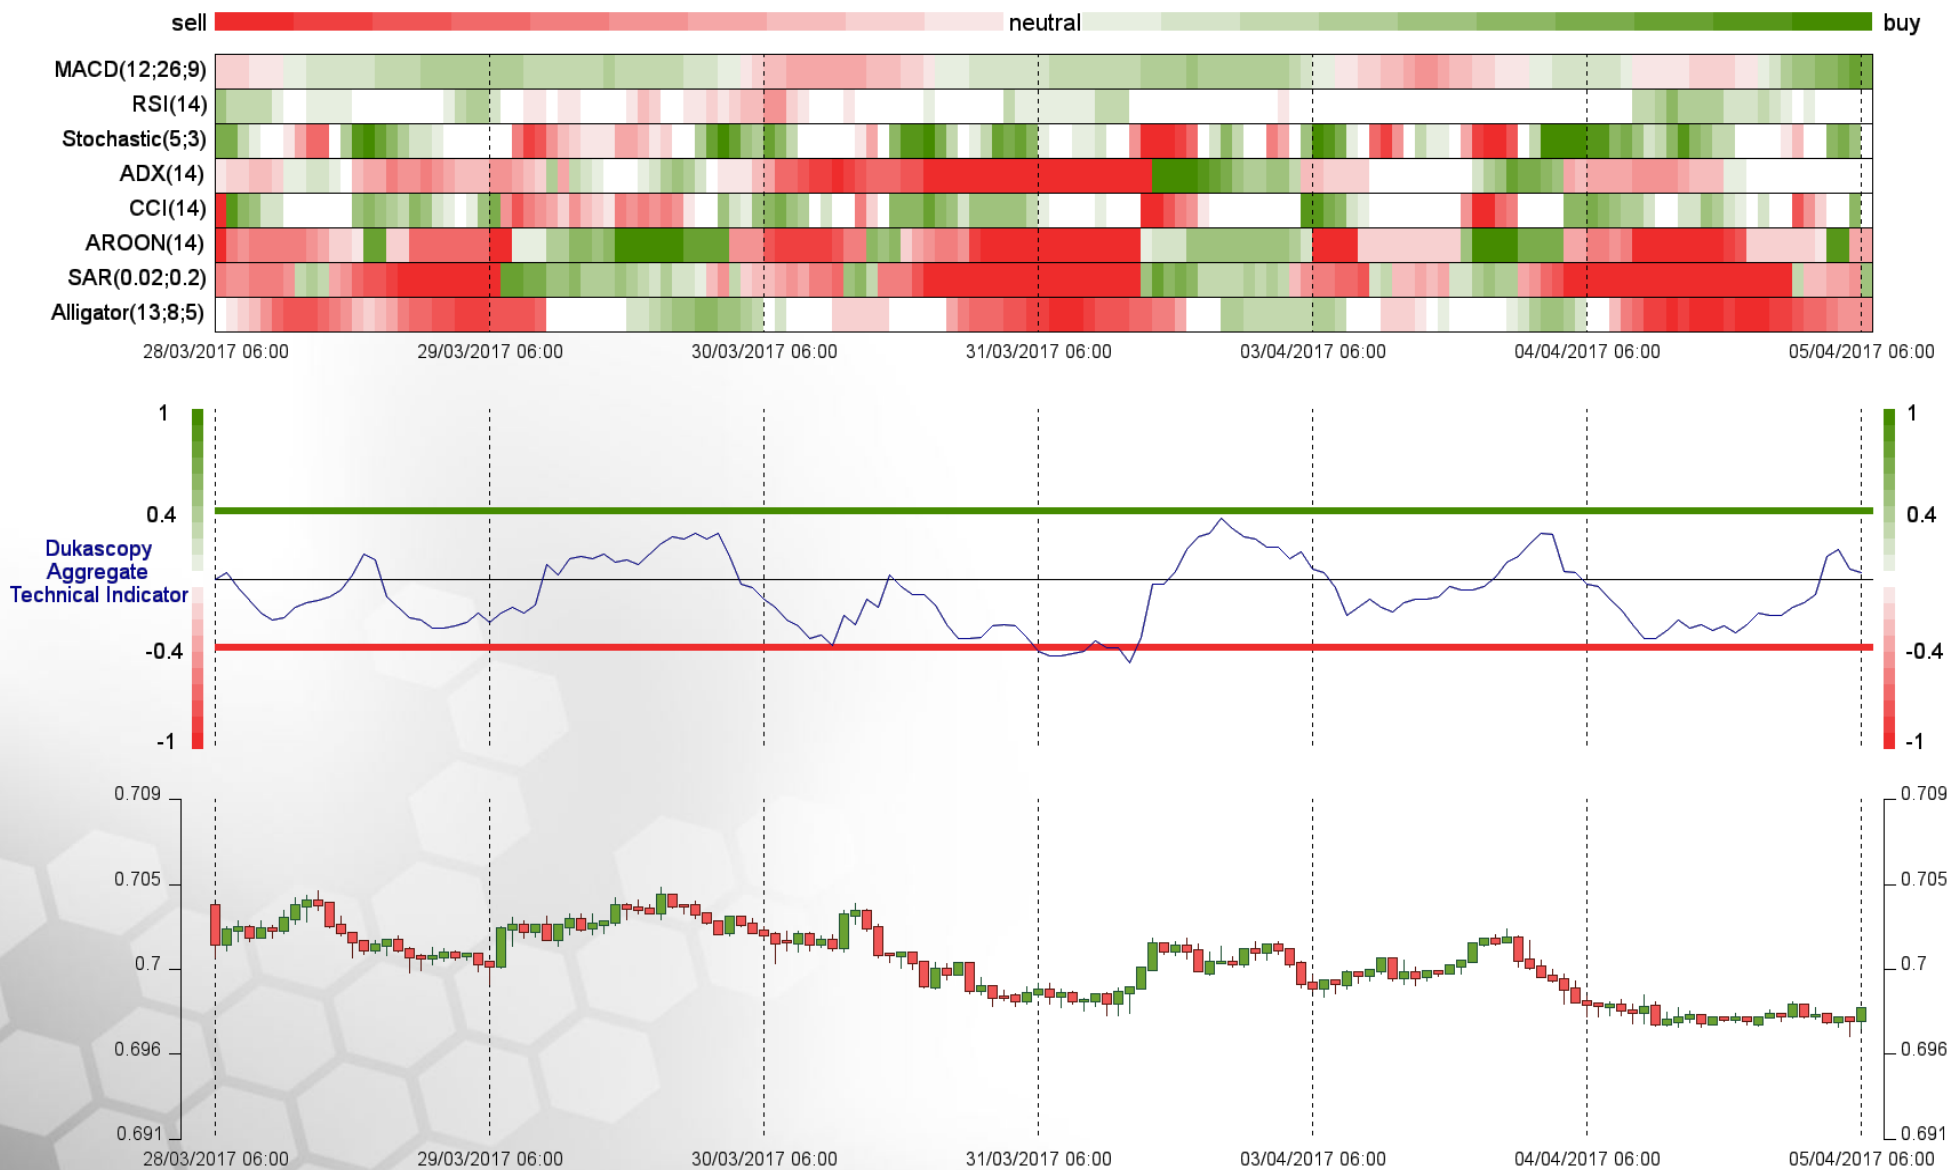 sell neutral buy
MACD(12;26;9)
RSI(14)
Stochastic(5;3)
ADX(14)
CCI(14)
AROON(14)
SAR(0.02;0.2)
Alligator(13;8;5)
28/03/2017 06:00 29/03/2017 06:00 30/03/2017 06:00 31/03/2017 06:00 03/04/2017 06:00 04/04/2017 06:00 05/04/2017 06:00
1 1
0.4 0.4
Dukascopy
Aggregate
Technical Indicator
-0.4 -0.4
-1 -1
0.709 0.709
0.705 0.705
0.7 0.7
0.696 0.696
0.691 0.691
28/03/2017 06:00 29/03/2017 06:00 30/03/2017 06:00 31/03/2017 06:00 03/04/2017 06:00 04/04/2017 06:00 05/04/2017 06:00